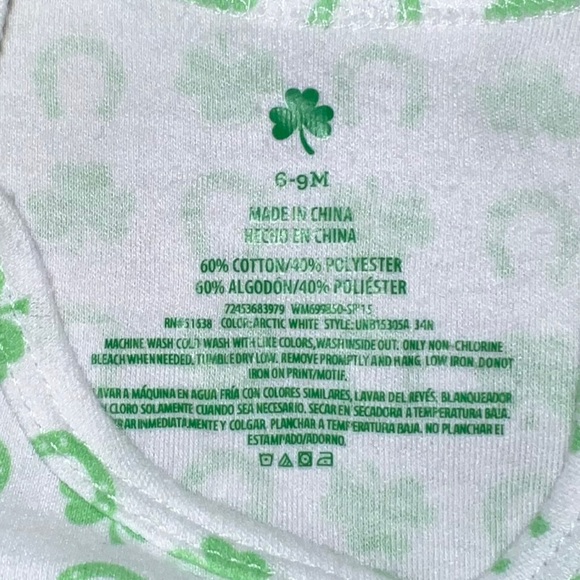 6-9M
MADE IN CHINA
HECHO EN CHINA
60% COTTON/40% POLYESTER
60% ALGODÓN/40% POLIÉSTER
72453683979 WM699850-SP15
RN#51638 COLOR:ARCTIC WHITE STYLE:UNB15305A 34N
MACHINE WASH COLD WASH WITH LIKE COLORS, WASH INSIDE OUT. ONLY NON-CHLORINE
BLEACH WHEN NEEDED. TUMBLE DRY LOW. REMOVE PROMPTLY AND HANG. LOW IRON. DO NOT
IRON ON PRINT/MOTIF.
LAVAR A MÁQUINA EN AGUA FRÍA CON COLORES SIMILARES, LAVAR DEL REVÉS. BLANQUEADOR
CLORO SOLAMENTE CUANDO SEA NECESARIO. SECAR EN SECADORA A TEMPERATURA BAJA.
INMEDIATAMENTE Y COLGAR. PLANCHAR A TEMPERATURA BAJA. NO PLANCHAR EL
ESTAMPADO/ADORNO.